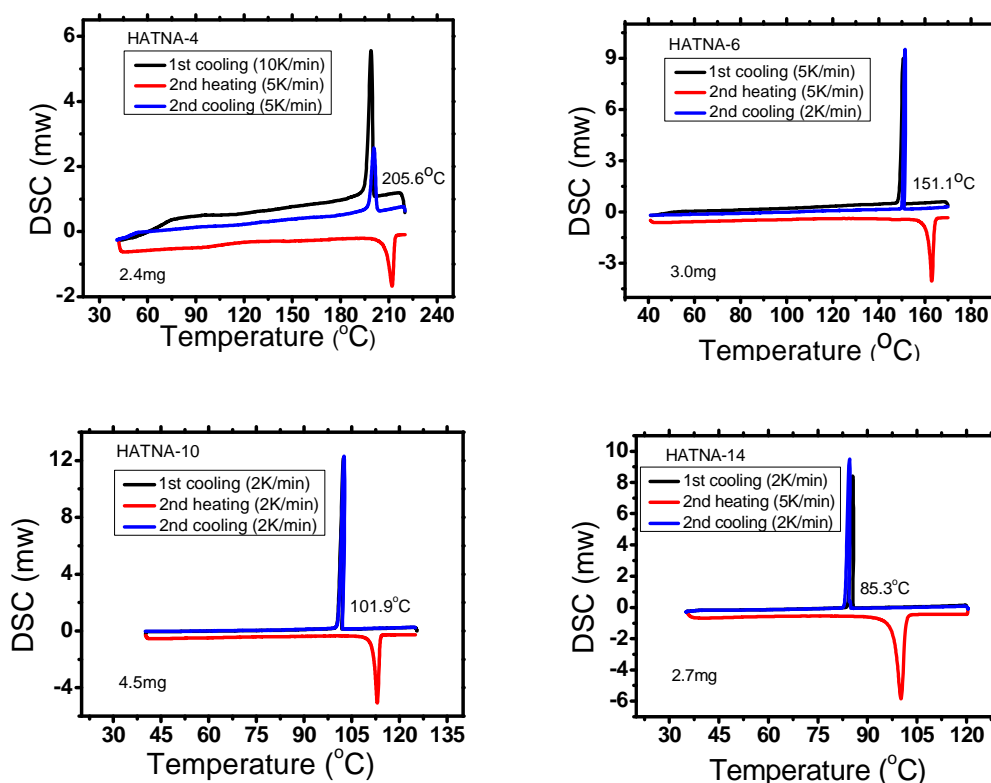 HATNA-4
1st cooling (10K/min)
2nd heating (5K/min)
2nd cooling (5K/min)
205.6°C
2.4mg
DSC (mw)
6
4
2
0
-2
30 60 90 120 150 180 210 240
Temperature (°C)
HATNA-6
1st cooling (5K/min)
2nd heating (5K/min)
2nd cooling (2K/min)
151.1°C
3.0mg
DSC (mw)
9
6
3
0
-3
40 60 80 100 120 140 160 180
Temperature (°C)
HATNA-10
1st cooling (2K/min)
2nd heating (2K/min)
2nd cooling (2K/min)
101.9°C
4.5mg
DSC (mw)
12
8
4
0
-4
30 45 60 75 90 105 120 135
Temperature (°C)
HATNA-14
1st cooling (2K/min)
2nd heating (5K/min)
2nd cooling (2K/min)
85.3°C
2.7mg
DSC (mw)
10
8
6
4
2
0
-2
-4
-6
30 45 60 75 90 105 120
Temperature (°C)